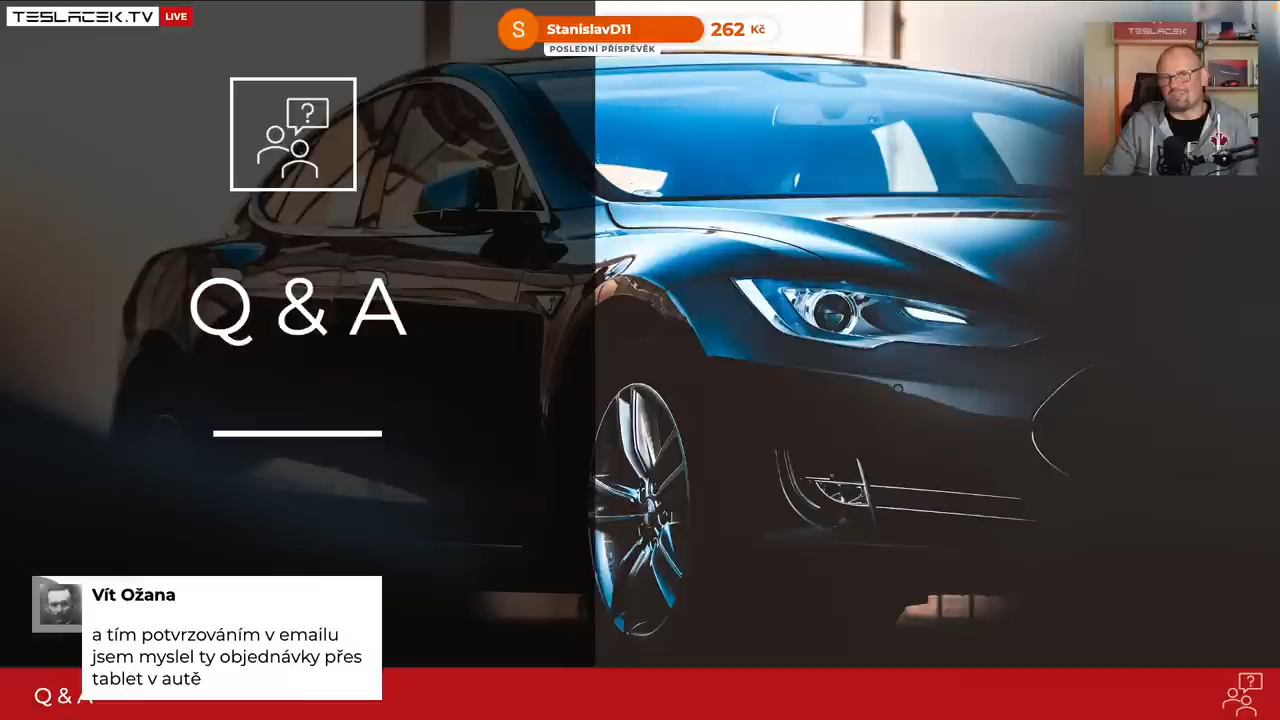 TESLACEK.TV LIVE
S StanislavD11 262 Kč
POSLEDNÍ PŘÍSPĚVEK
TESLACEK
?
Q & A
Vít Ožana
a tím potvrzováním v emailu
jsem myslel ty objednávky přes
tablet v autě
Q & A
?